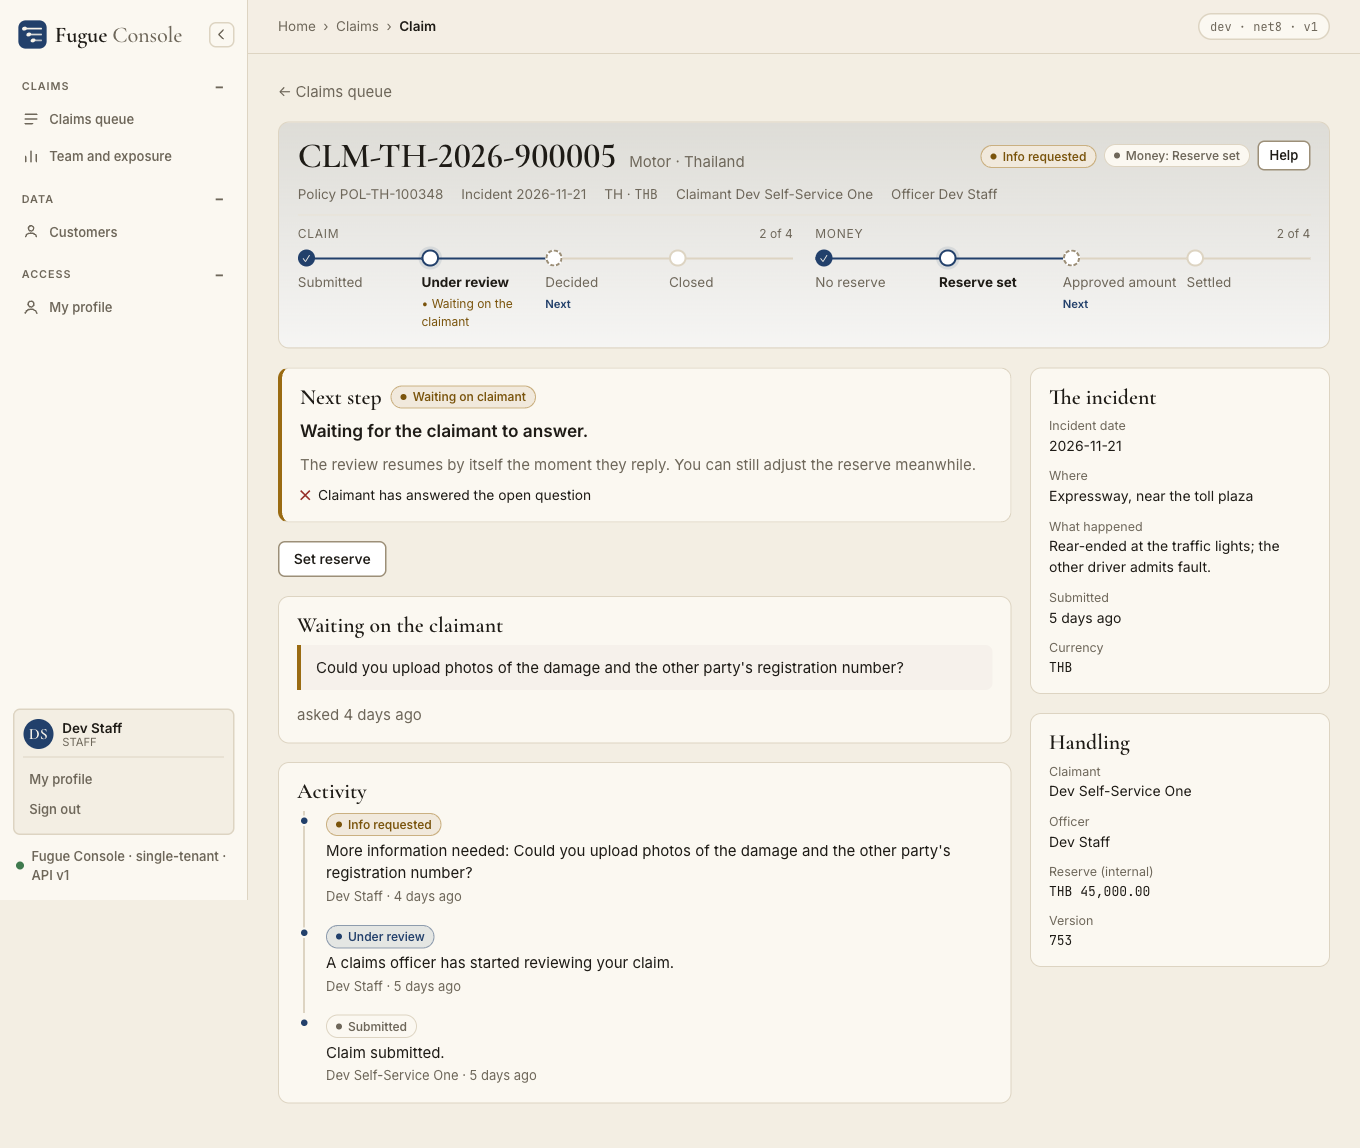 Fugue Console
CLAIMS
Claims queue
Team and exposure
DATA
Customers
ACCESS
My profile
DS
Dev Staff
STAFF
My profile
Sign out
Fugue Console · single-tenant ·
API v1
Home › Claims › Claim
dev · net8 · v1
← Claims queue
CLM-TH-2026-900005 Motor · Thailand
Info requested
Money: Reserve set
Help
Policy POL-TH-100348 Incident 2026-11-21 TH · THB Claimant Dev Self-Service One Officer Dev Staff
CLAIM 2 of 4
Submitted
Under review
• Waiting on the
claimant
Decided
Next
Closed
MONEY 2 of 4
No reserve
Reserve set
Approved amount
Next
Settled
Next step
Waiting on claimant
Waiting for the claimant to answer.
The review resumes by itself the moment they reply. You can still adjust the reserve meanwhile.
Claimant has answered the open question
Set reserve
Waiting on the claimant
Could you upload photos of the damage and the other party's registration number?
asked 4 days ago
Activity
Info requested
More information needed: Could you upload photos of the damage and the other party's
registration number?
Dev Staff · 4 days ago
Under review
A claims officer has started reviewing your claim.
Dev Staff · 5 days ago
Submitted
Claim submitted.
Dev Self-Service One · 5 days ago
The incident
Incident date
2026-11-21
Where
Expressway, near the toll plaza
What happened
Rear-ended at the traffic lights; the
other driver admits fault.
Submitted
5 days ago
Currency
THB
Handling
Claimant
Dev Self-Service One
Officer
Dev Staff
Reserve (internal)
THB 45,000.00
Version
753